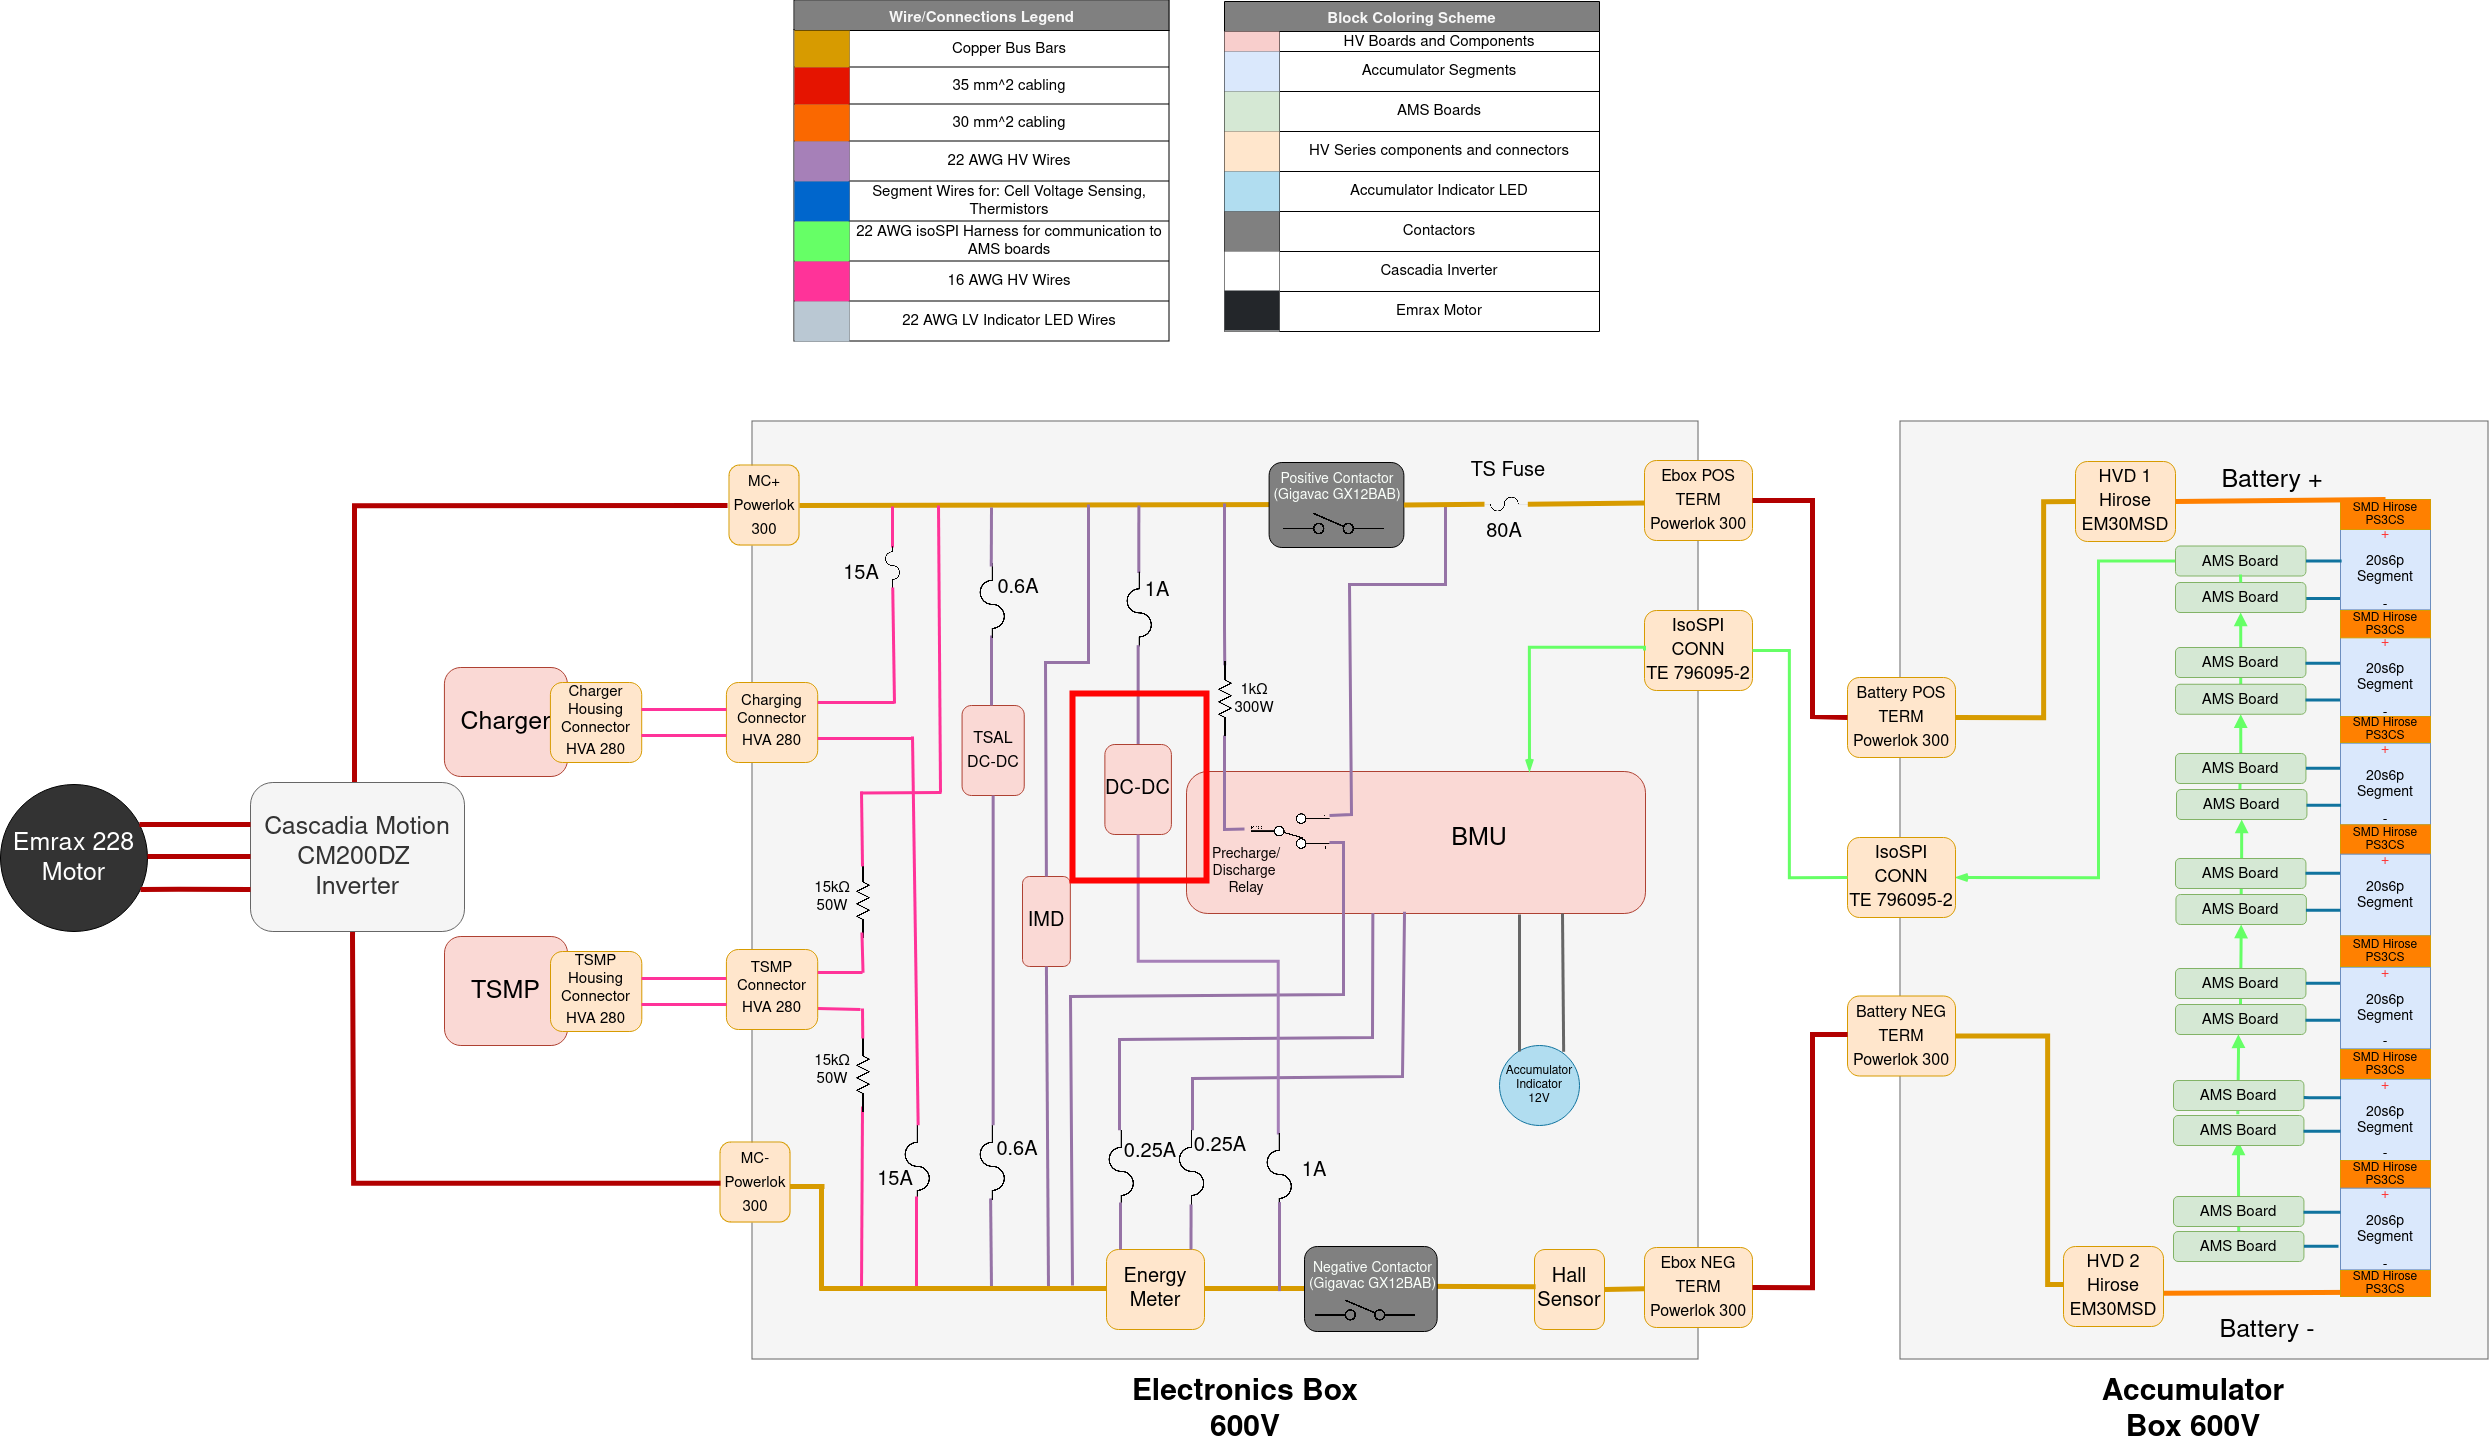 Wire/Connections Legend
Copper Bus Bars
35 mm^2 cabling
30 mm^2 cabling
22 AWG HV Wires
Segment Wires for: Cell Voltage Sensing,
Thermistors
22 AWG isoSPI Harness for communication to
AMS boards
16 AWG HV Wires
22 AWG LV Indicator LED Wires
Block Coloring Scheme
HV Boards and Components
Accumulator Segments
AMS Boards
HV Series components and connectors
Accumulator Indicator LED
Contactors
Cascadia Inverter
Emrax Motor
Emrax 228
Motor
Cascadia Motion
CM200DZ
Inverter
Charger
Charger
Housing
Connector
HVA 280
TSMP
TSMP
Housing
Connector
HVA 280
MC+
Powerlok
300
Charging
Connector
HVA 280
TSMP
Connector
HVA 280
MC-
Powerlok
300
15A
0.6A
1A
1kΩ
300W
TSAL
DC-DC
DC-DC
IMD
15kΩ
50W
15kΩ
50W
15A
0.6A
0.25A
0.25A
1A
Positive Contactor
(Gigavac GX12BAB)
TS Fuse
80A
BMU
Precharge/
Discharge
Relay
Accumulator
Indicator
12V
Energy
Meter
Negative Contactor
(Gigavac GX12BAB)
Hall
Sensor
Ebox POS
TERM
Powerlok 300
IsoSPI
CONN
TE 796095-2
Ebox NEG
TERM
Powerlok 300
Electronics Box
600V
Battery POS
TERM
Powerlok 300
IsoSPI
CONN
TE 796095-2
Battery NEG
TERM
Powerlok 300
HVD 1
Hirose
EM30MSD
Battery +
SMD Hirose
PS3CS
+
AMS Board
AMS Board
20s6p
Segment
-
SMD Hirose
PS3CS
+
AMS Board
AMS Board
20s6p
Segment
-
SMD Hirose
PS3CS
+
AMS Board
AMS Board
20s6p
Segment
-
SMD Hirose
PS3CS
+
AMS Board
AMS Board
20s6p
Segment
SMD Hirose
PS3CS
+
AMS Board
AMS Board
20s6p
Segment
-
SMD Hirose
PS3CS
+
AMS Board
AMS Board
20s6p
Segment
-
SMD Hirose
PS3CS
+
AMS Board
AMS Board
20s6p
Segment
-
SMD Hirose
PS3CS
HVD 2
Hirose
EM30MSD
Battery -
Accumulator
Box 600V